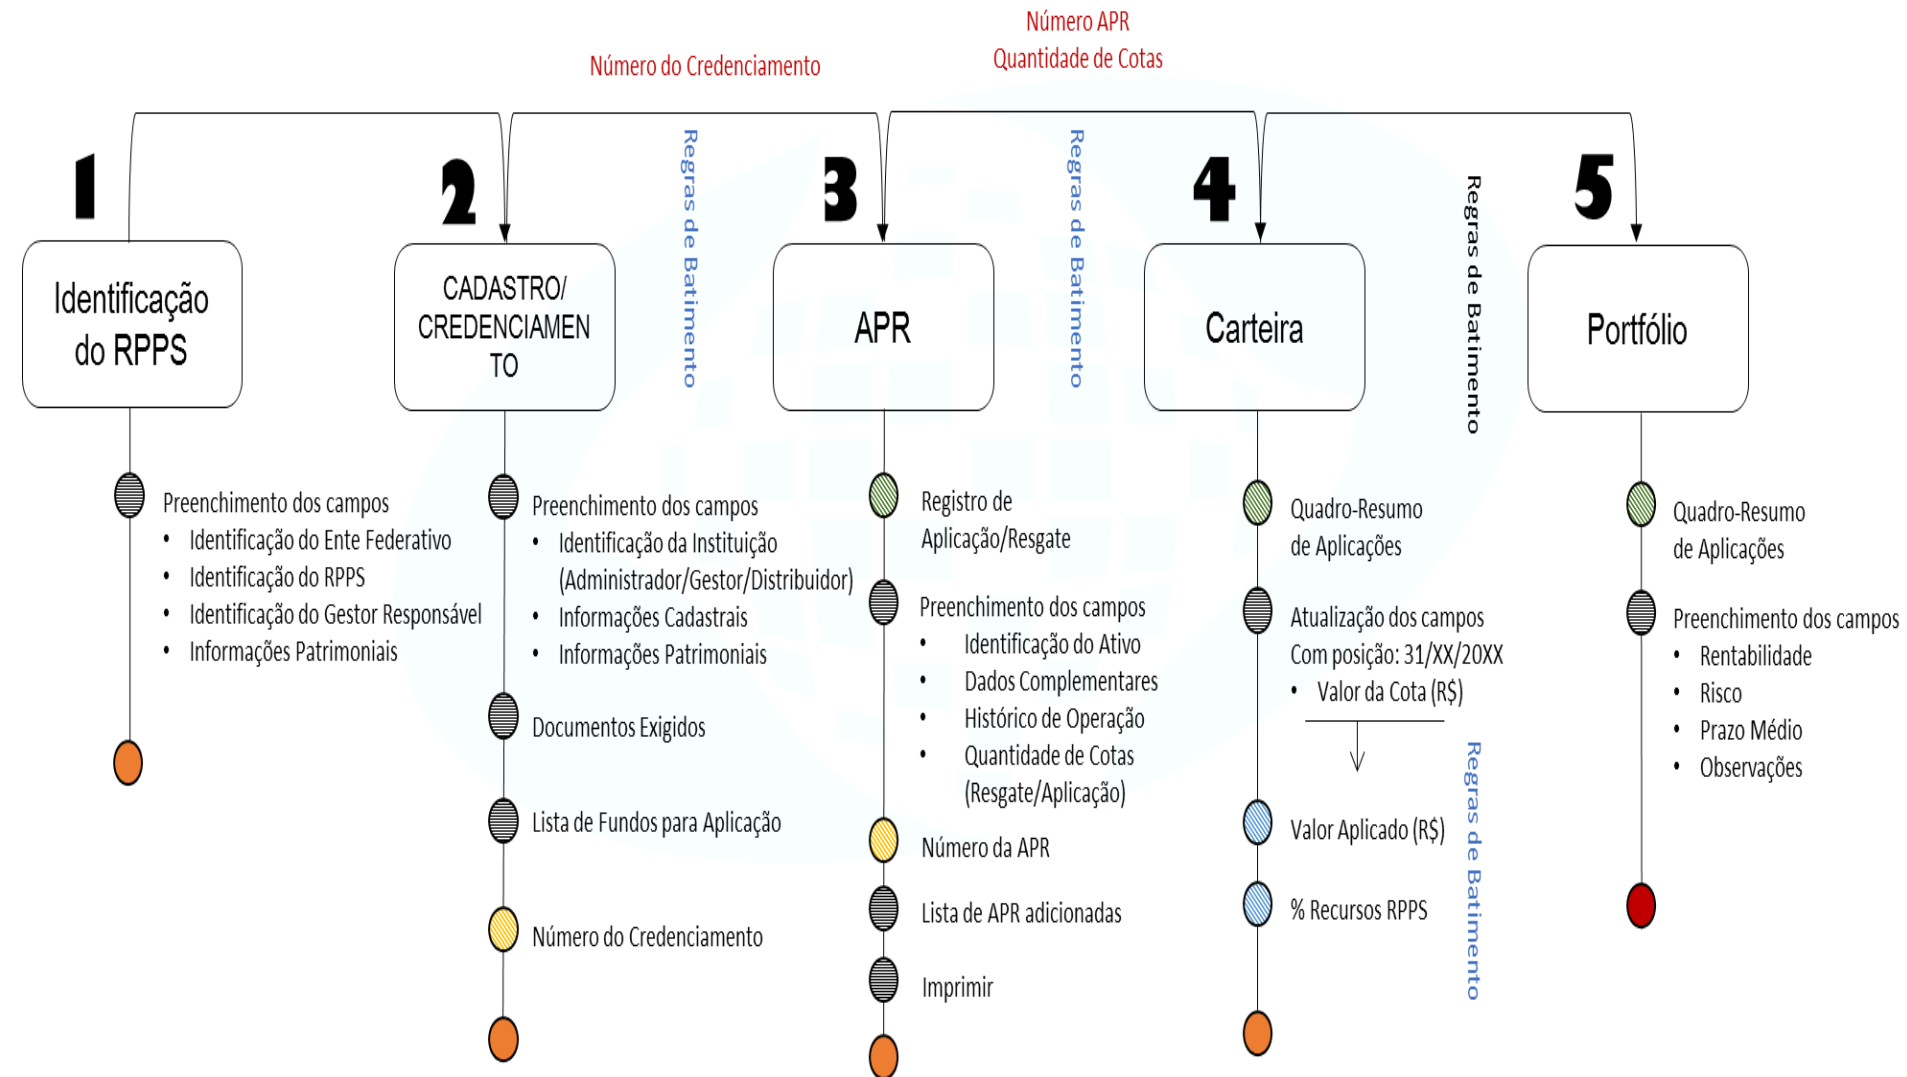 Número APR
Quantidade de Cotas
Número do Credenciamento
1
2
3
4
5
Regras de Batimento
Regras de Batimento
Regras de Batimento
Identificação
do RPPS
CADASTRO/
CREDENCIAMEN
TO
APR
Carteira
Portfólio
Preenchimento dos campos
• Identificação do Ente Federativo
• Identificação do RPPS
• Identificação do Gestor Responsável
• Informações Patrimoniais
Preenchimento dos campos
• Identificação da Instituição
(Administrador/Gestor/Distribuidor)
• Informações Cadastrais
• Informações Patrimoniais
Documentos Exigidos
Lista de Fundos para Aplicação
Número do Credenciamento
Registro de
Aplicação/Resgate
Preenchimento dos campos
• Identificação do Ativo
• Dados Complementares
• Histórico de Operação
• Quantidade de Cotas
(Resgate/Aplicação)
Número da APR
Lista de APR adicionadas
Imprimir
Quadro-Resumo
de Aplicações
Atualização dos campos
Com posição: 31/XX/20XX
• Valor da Cota (R$)
Valor Aplicado (R$)
% Recursos RPPS
Regras de Batimento
Quadro-Resumo
de Aplicações
Preenchimento dos campos
• Rentabilidade
• Risco
• Prazo Médio
• Observações